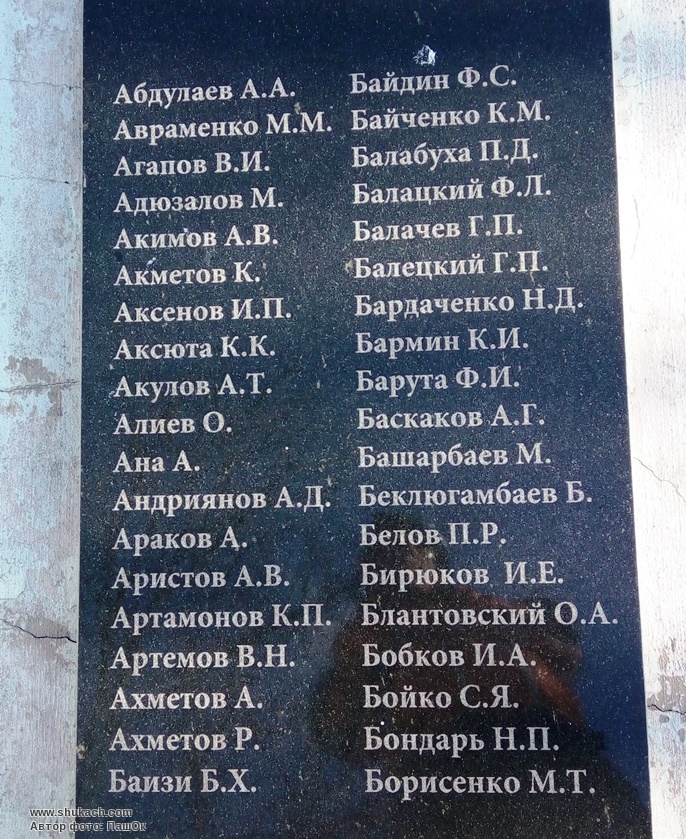 Абдулаев А.А.
Авраменко М.М.
Агапов В.И.
Адюзалов М.
Акимов А.В.
Акметов К.
Аксенов И.П.
Аксюта К.К.
Акулов А.Т.
Алиев О.
Ана А.
Андриянов А.Д.
Араков А.
Аристов А.В.
Артамонов К.П.
Артемов В.Н.
Ахметов А.
Ахметов Р.
Баизи Б.Х.
Байдин Ф.С.
Байченко К.М.
Балабуха П.Д.
Балацкий Ф.Л.
Балачев Г.П.
Балецкий Г.П.
Бардаченко Н.Д.
Бармин К.И.
Барута Ф.И.
Баскаков А.Г.
Башарбаев М.
Беклюгамбаев Б.
Белов П.Р.
Бирюков И.Е.
Блантовский О.А.
Бобков И.А.
Бойко С.Я.
Бондарь Н.П.
Борисенко М.Т.
www.shukach.com
Автор фото: ПашОк